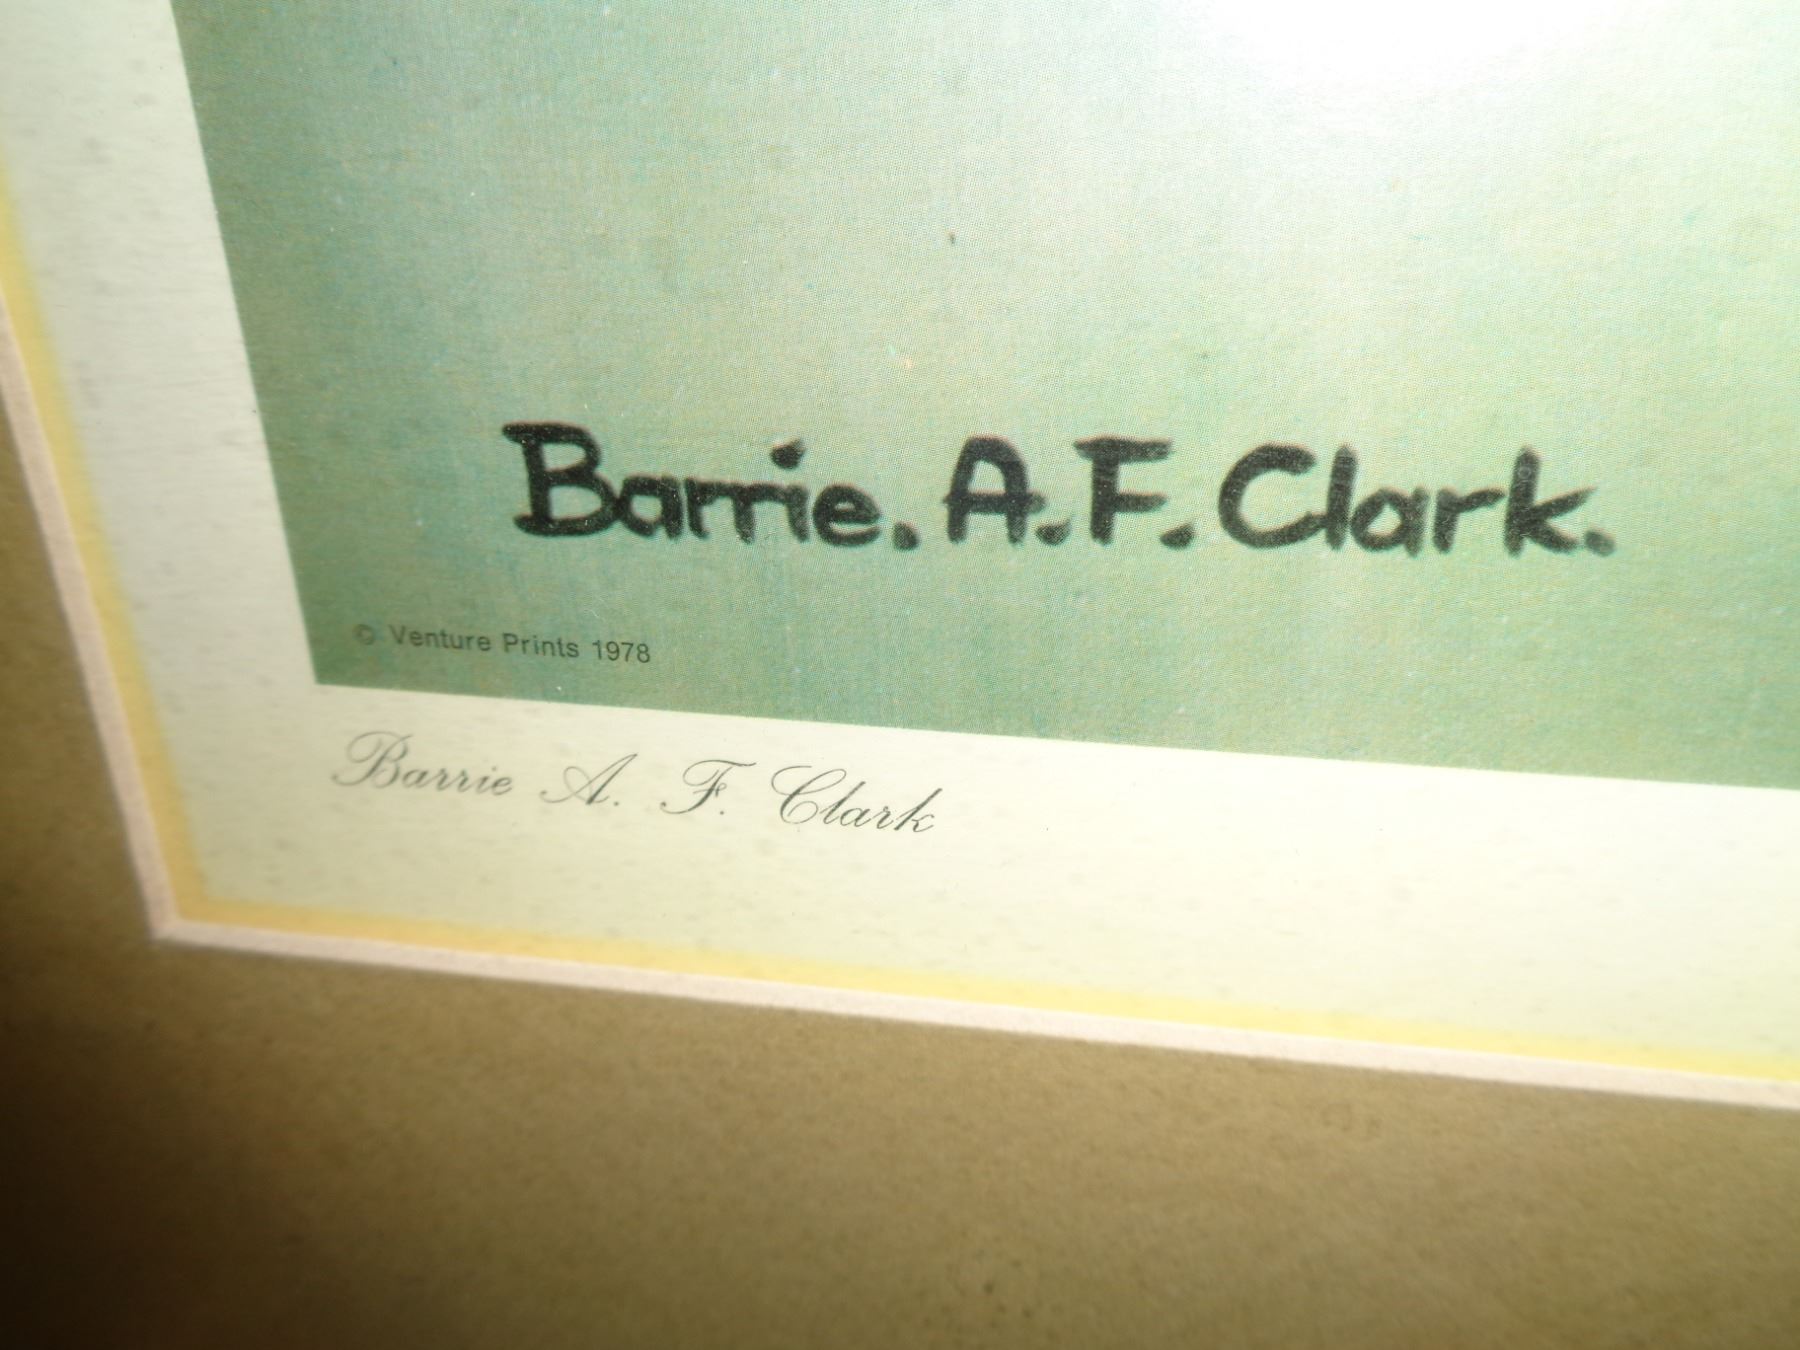 Barrie. A. F. Clark.
© Venture Prints 1978
Barrie A. F. Clark